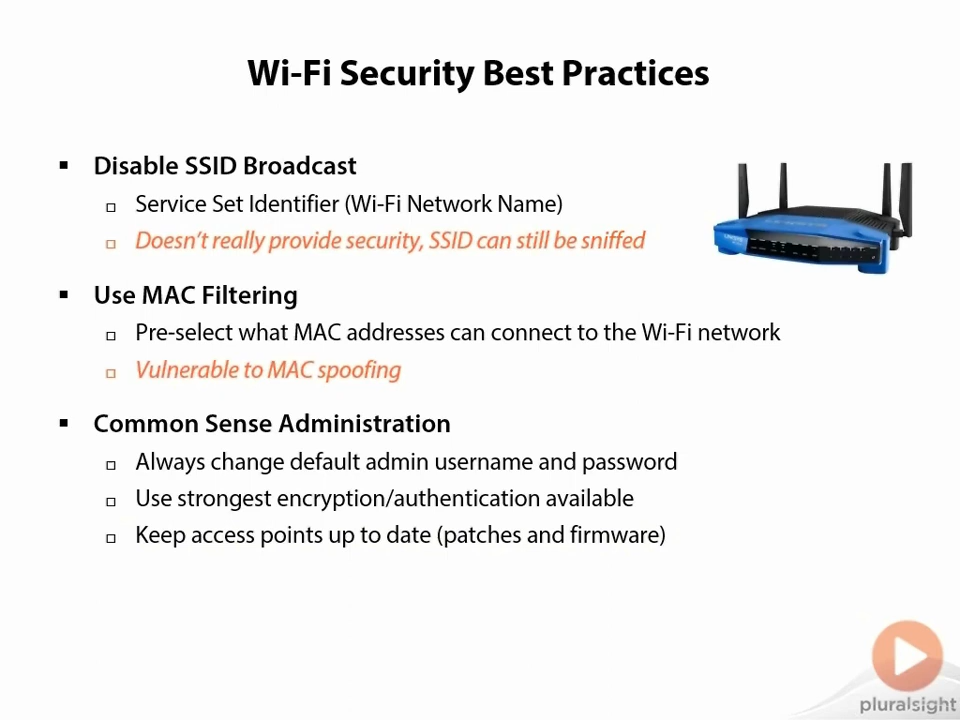 Wi-Fi Security Best Practices
Disable SSID Broadcast
Service Set Identifier (Wi-Fi Network Name)
Doesn't really provide security, SSID can still be sniffed
Use MAC Filtering
Pre-select what MAC addresses can connect to the Wi-Fi network
Vulnerable to MAC spoofing
Common Sense Administration
Always change default admin username and password
Use strongest encryption/authentication available
Keep access points up to date (patches and firmware)
pluralsight